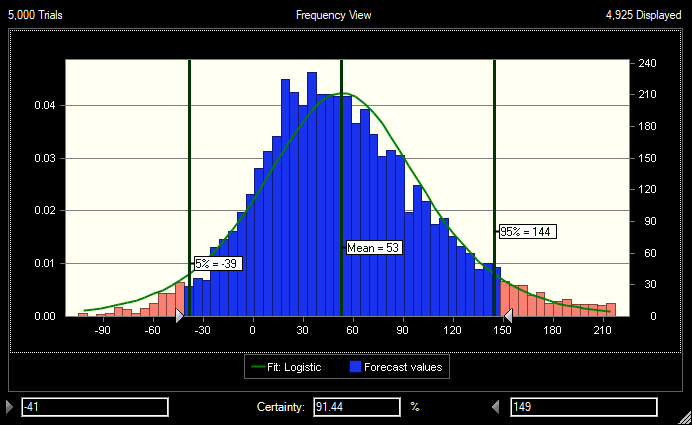 5,000 Trials Frequency View 4,925 Displayed
240
0.04 210
180
0.03 150
120
0.02 90
95% = 144
Mean = 53
60
5% = -39
0.01 30
0.00 0
-90 -60 -30 0 30 60 90 120 150 180 210
Fit: Logistic Forecast values
-41 Certainty: 91.44 % 149